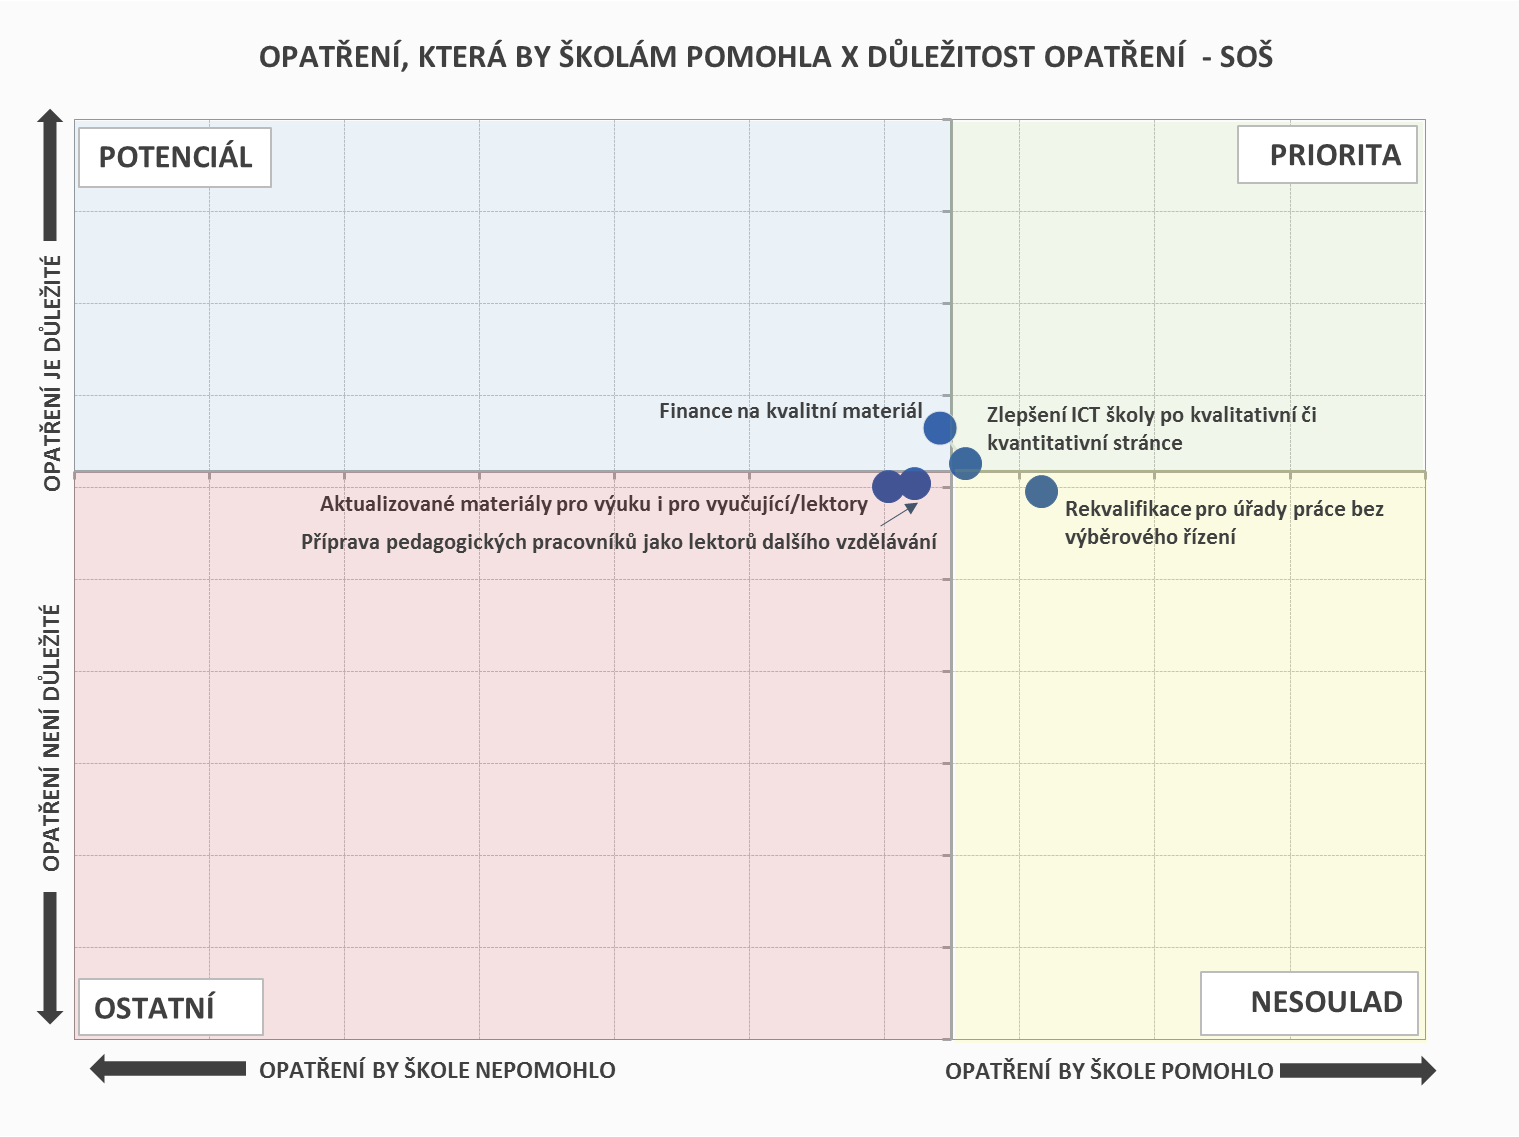 OPATŘENÍ, KTERÁ BY ŠKOLÁM POMOHLA X DŮLEŽITOST OPATŘENÍ - SOŠ
POTENCIÁL
PRIORITA
OPATŘENÍ JE DŮLEŽITÉ
Finance na kvalitní materiál
Zlepšení ICT školy po kvalitativní či
kvantitativní stránce
Aktualizované materiály pro výuku i pro vyučující/lektory
Příprava pedagogických pracovníků jako lektorů dalšího vzdělávání
Rekvalifikace pro úřady práce bez
výběrového řízení
OPATŘENÍ NENÍ DŮLEŽITÉ
OSTATNÍ
NESOULAD
OPATŘENÍ BY ŠKOLE NEPOMOHLO
OPATŘENÍ BY ŠKOLE POMOHLO